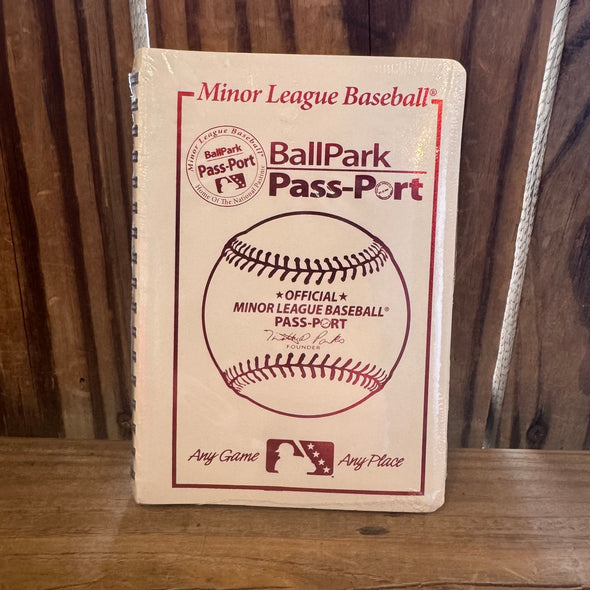 Minor League Baseball®
Minor League Baseball®
BallPark
Pass-Port
Home Of The National Pastime
BallPark
Pass-Port
★OFFICIAL★
MINOR LEAGUE BASEBALL®
PASS-PORT
FOUNDER
Any Game
Any Place